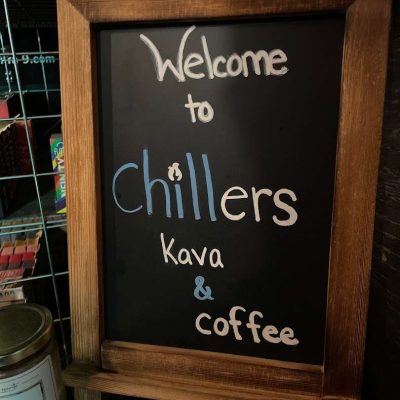 Welcome
to
Chillers
Kava
&
coffee